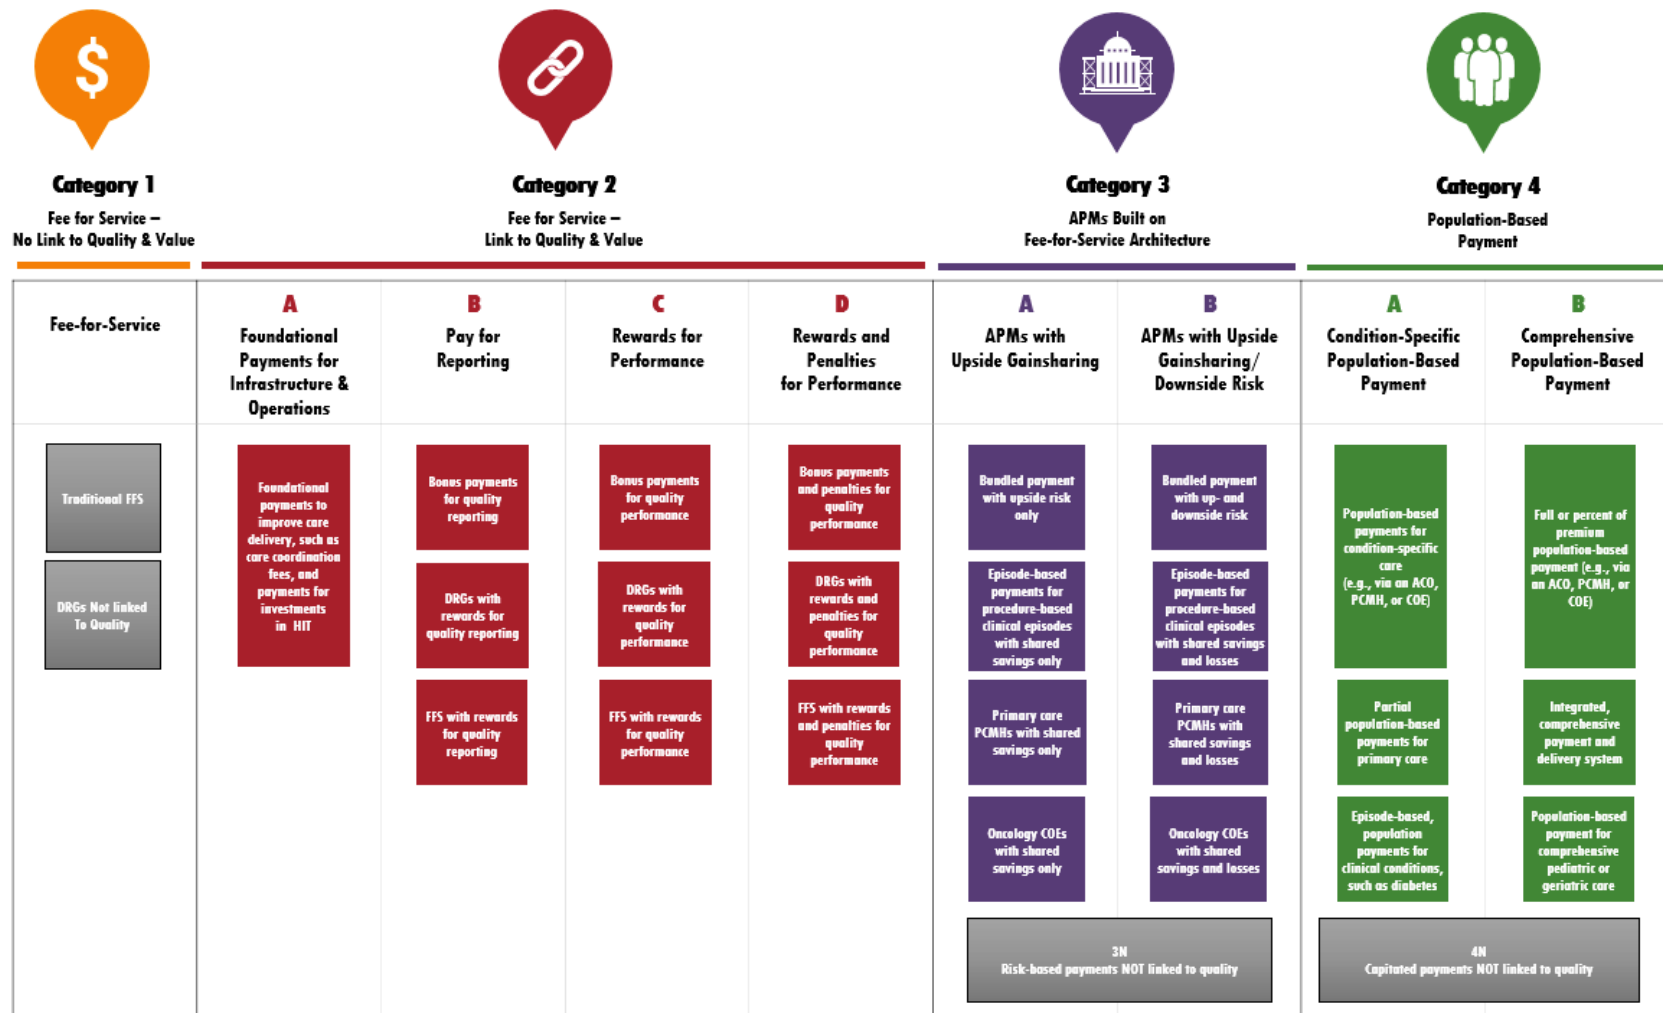 $
Category 1
Fee for Service –
No Link to Quality & Value
Category 2
Fee for Service –
Link to Quality & Value
Category 3
APMs Built on
Fee-for-Service Architecture
Category 4
Population-Based
Payment
Fee-for-Service
A
Foundational
Payments for
Infrastructure &
Operations
B
Pay for
Reporting
C
Rewards for
Performance
D
Rewards and
Penalties
for Performance
A
APMs with
Upside Gainsharing
B
APMs with Upside
Gainsharing/
Downside Risk
A
Condition-Specific
Population-Based
Payment
B
Comprehensive
Population-Based
Payment
Traditional FFS
DRGs Not linked
To Quality
Foundational
payments to
improve care
delivery, such as
care coordination
fees, and
payments for
investments
in HIT
Bonus payments
for quality
reporting
DRGs with
rewards for
quality reporting
FFS with rewards
for quality
reporting
Bonus payments
for quality
performance
DRGs with
rewards for
quality
performance
FFS with rewards
for quality
performance
Bonus payments
and penalties for
quality
performance
DRGs with
rewards and
penalties for
quality
performance
FFS with rewards
and penalties for
quality
performance
Bundled payment
with upside risk
only
Episode-based
payments for
procedure-based
clinical episodes
with shared
savings only
Primary care
PCMHs with shared
savings only
Oncology COEs
with shared
savings only
Bundled payment
with up- and
downside risk
Episode-based
payments for
procedure-based
clinical episodes
with shared savings
and losses
Primary care
PCMHs with
shared savings
and losses
Oncology COEs
with shared
savings and losses
3N
Risk-based payments NOT linked to quality
Population-based
payments for
condition-specific
care
(e.g., via an ACO,
PCMH, or COE)
Partial
population-based
payments for
primary care
Episode-based,
population
payments for
clinical conditions,
such as diabetes
Full or percent of
premium
population-based
payment (e.g., via
an ACO, PCMH, or
COE)
Integrated,
comprehensive
payment and
delivery system
Population-based
payment for
comprehensive
pediatric or
geriatric care
4N
Capitated payments NOT linked to quality